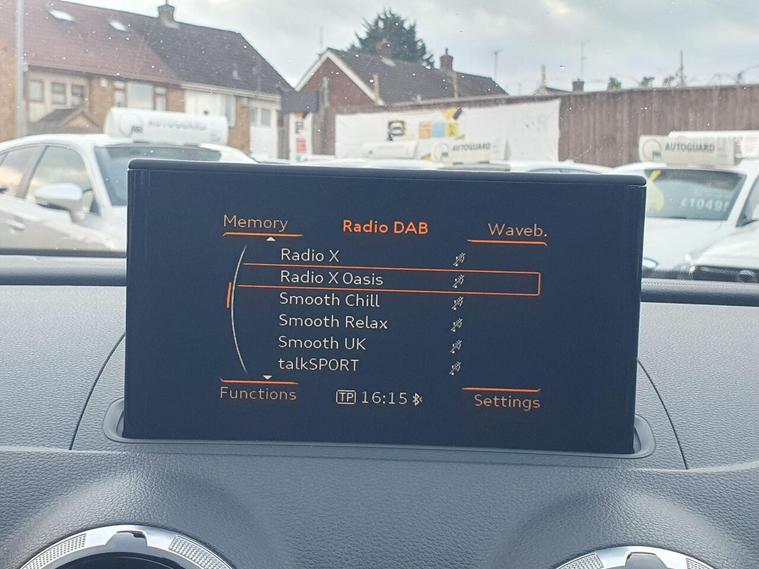 AUTOGUARD
AUTOGUARD
AUTOGUARD
£10495
Memory
Radio DAB
Waveb.
Radio X
Radio X Oasis
Smooth Chill
Smooth Relax
Smooth UK
talkSPORT
Functions
TP 16:15
Settings